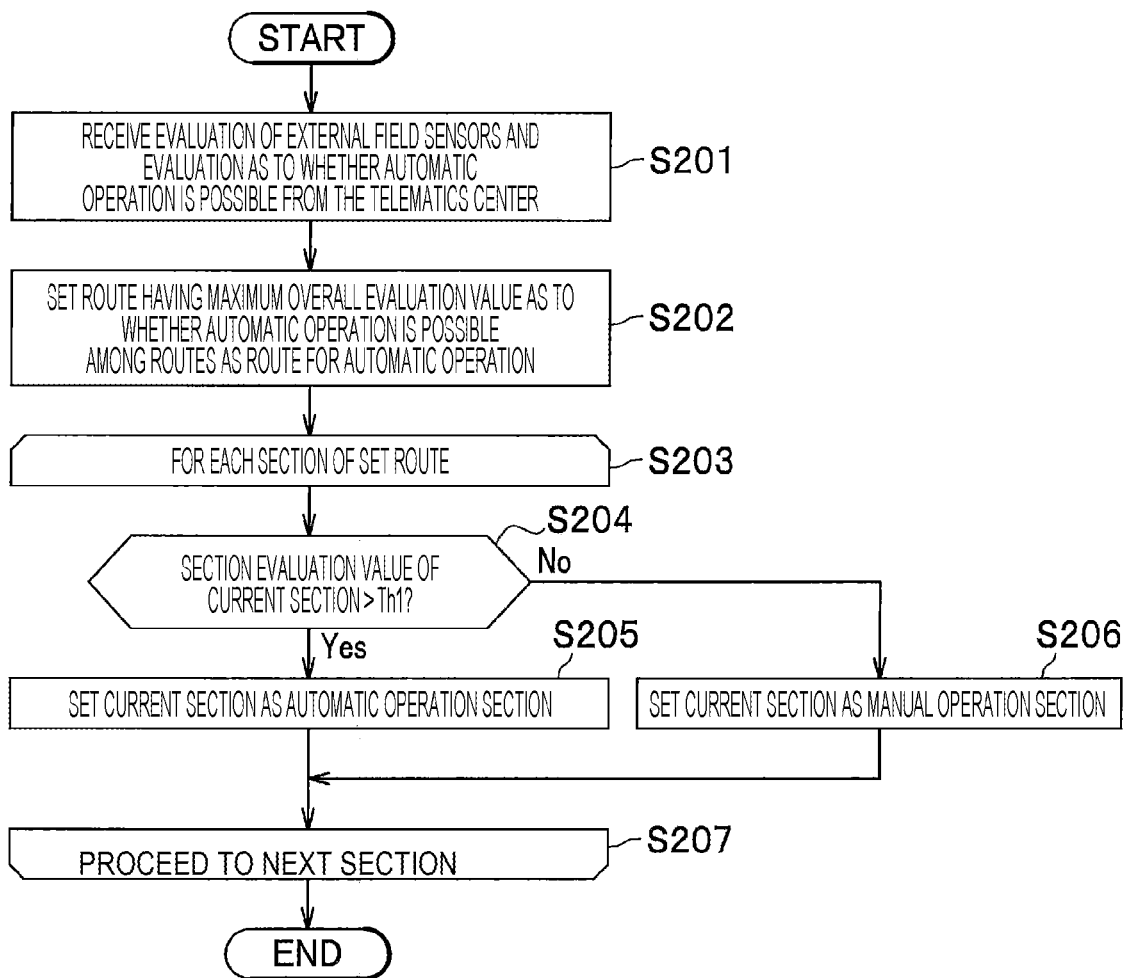 START
RECEIVE EVALUATION OF EXTERNAL FIELD SENSORS AND
EVALUATION AS TO WHETHER AUTOMATIC
OPERATION IS POSSIBLE FROM THE TELEMATICS CENTER
S201
SET ROUTE HAVING MAXIMUM OVERALL EVALUATION VALUE AS TO
WHETHER AUTOMATIC OPERATION IS POSSIBLE
AMONG ROUTES AS ROUTE FOR AUTOMATIC OPERATION
S202
FOR EACH SECTION OF SET ROUTE
S203
S204
SECTION EVALUATION VALUE OF
CURRENT SECTION > Th1?
No
Yes
S205
S206
SET CURRENT SECTION AS AUTOMATIC OPERATION SECTION
SET CURRENT SECTION AS MANUAL OPERATION SECTION
PROCEED TO NEXT SECTION
S207
END